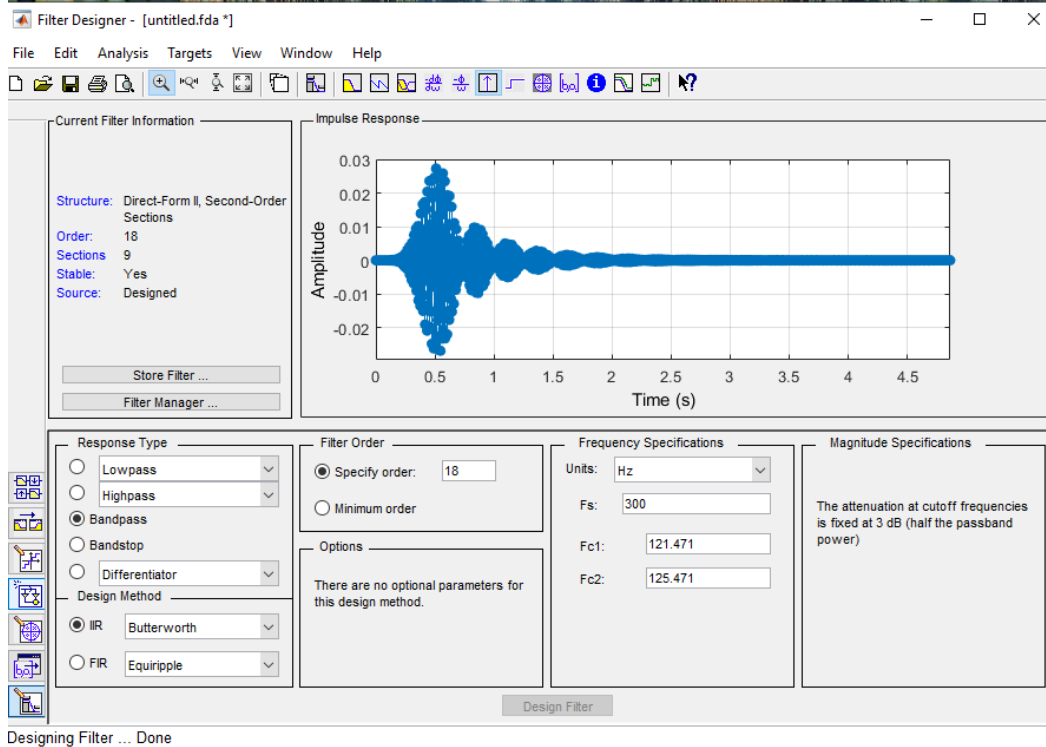 Filter Designer - [untitled.fda *]
File Edit Analysis Targets View Window Help
Current Filter Information
Structure: Direct-Form II, Second-Order
Sections
Order: 18
Sections 9
Stable: Yes
Source: Designed
Store Filter ...
Filter Manager ...
Impulse Response
0.03
0.02
0.01
0
-0.01
-0.02
Amplitude
0 0.5 1 1.5 2 2.5 3 3.5 4 4.5
Time (s)
Response Type
Lowpass
Highpass
Bandpass
Bandstop
Differentiator
Design Method
IIR Butterworth
FIR Equiripple
Filter Order
Specify order: 18
Minimum order
Options
There are no optional parameters for
this design method.
Frequency Specifications
Units: Hz
Fs: 300
Fc1: 121.471
Fc2: 125.471
Magnitude Specifications
The attenuation at cutoff frequencies
is fixed at 3 dB (half the passband
power)
Design Filter
Designing Filter ... Done